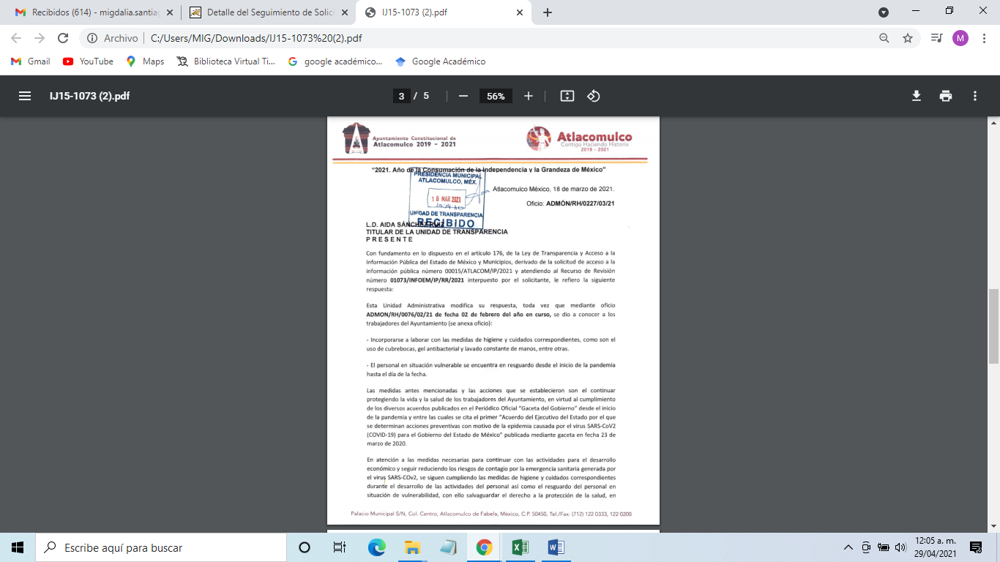 Recibidos (614) - migdalia.santia
Detalle del Seguimiento de Solici
IJ15-1073 (2).pdf
Archivo
C:/Users/MIG/Downloads/IJ15-1073%20(2).pdf
M
Gmail
YouTube
Maps
Biblioteca Virtual Ti...
google académico...
Google Académico
IJ15-1073 (2).pdf
3 / 5
56%
Ayuntamiento Constitucional de
Atlacomulco 2019 - 2021
Atlacomulco
Contigo Haciendo Historia
2019 - 2021
"2021. Año de la Consumación de la Independencia y la Grandeza de México"
PRESIDENCIA MUNICIPAL
ATLACOMULCO, MÉX.
Atlacomulco México, 18 de marzo de 2021.
18 MAR 2021
Oficio: ADMÓN/RH/0227/03/21
UNIDAD DE TRANSPARENCIA
RECIBIDO
L.D. AIDA SÁNCHEZ RUIZ
TITULAR DE LA UNIDAD DE TRANSPARENCIA
P R E S E N T E
Con fundamento en lo dispuesto en el artículo 176, de la Ley de Transparencia y Acceso a la
Información Pública del Estado de México y Municipios, derivado de la solicitud de acceso a la
información pública número 00015/ATLACOM/IP/2021 y atendiendo al Recurso de Revisión
número 01073/INFOEM/IP/RR/2021 interpuesto por el solicitante, le refiero la siguiente
respuesta:
Esta Unidad Administrativa modifica su respuesta, toda vez que mediante oficio
ADMON/RH/0076/02/21 de fecha 02 de febrero del año en curso, se dio a conocer a los
trabajadores del Ayuntamiento (se anexa oficio):
- Incorporarse a laborar con las medidas de higiene y cuidados correspondientes, como son el
uso de cubrebocas, gel antibacterial y lavado constante de manos, entre otras.
- El personal en situación vulnerable se encuentra en resguardo desde el inicio de la pandemia
hasta el día de la fecha.
Las medidas antes mencionadas y las acciones que se establecieron son el continuar
protegiendo la vida y la salud de los trabajadores del Ayuntamiento, en virtud al cumplimiento
de los diversos acuerdos publicados en el Periódico Oficial "Gaceta del Gobierno" desde el inicio
de la pandemia y entre las cuales se cita el primer "Acuerdo del Ejecutivo del Estado por el que
se determinan acciones preventivas con motivo de la epidemia causada por el virus SARS-CoV2
(COVID-19) para el Gobierno del Estado de México" publicada mediante gaceta en fecha 23 de
marzo de 2020.
En atención a las medidas necesarias para continuar con las actividades para el desarrollo
económico y seguir reduciendo los riesgos de contagio por la emergencia sanitaria generada por
el virus SARS-COv2, se siguen cumpliendo las medidas de higiene y cuidados correspondientes
durante el desarrollo de las actividades del personal así como el resguardo del personal en
situación de vulnerabilidad, con ello salvaguardar el derecho a la protección de la salud, en
Palacio Municipal S/N, Col. Centro, Atlacomulco de Fabela, México, C.P. 50450, Tel./Fax: (712) 122 0333, 122 0200
Escribe aquí para buscar
12:05 a. m.
29/04/2021